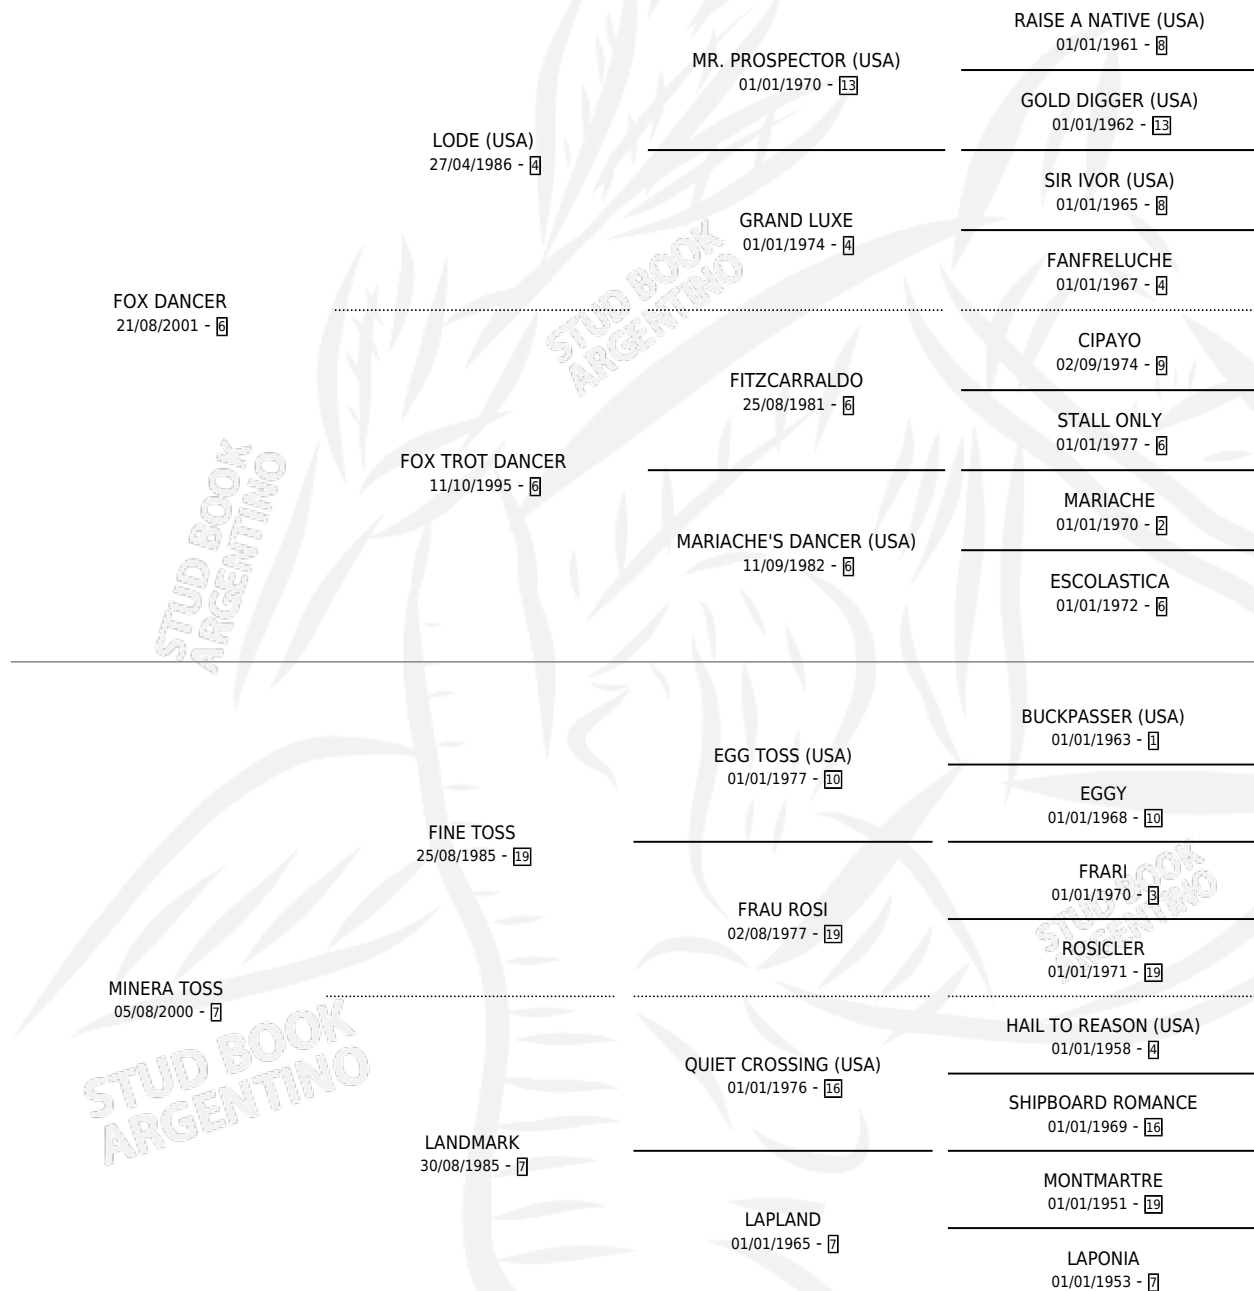 FOX DANCER
21/08/2001 - 6
LODE (USA)
27/04/1986 - 4
MR. PROSPECTOR (USA)
01/01/1970 - 13
RAISE A NATIVE (USA)
01/01/1961 - 8
GOLD DIGGER (USA)
01/01/1962 - 13
GRAND LUXE
01/01/1974 - 4
SIR IVOR (USA)
01/01/1965 - 8
FANFRELUCHE
01/01/1967 - 4
FOX TROT DANCER
11/10/1995 - 6
FITZCARRALDO
25/08/1981 - 6
CIPAYO
02/09/1974 - 9
STALL ONLY
01/01/1977 - 6
MARIACHE'S DANCER (USA)
11/09/1982 - 6
MARIACHE
01/01/1970 - 2
ESCOLASTICA
01/01/1972 - 6
MINERA TOSS
05/08/2000 - 7
FINE TOSS
25/08/1985 - 19
EGG TOSS (USA)
01/01/1977 - 10
BUCKPASSER (USA)
01/01/1963 - 1
EGGY
01/01/1968 - 10
FRAU ROSI
02/08/1977 - 19
FRARI
01/01/1970 - 3
ROSICLER
01/01/1971 - 19
LANDMARK
30/08/1985 - 7
QUIET CROSSING (USA)
01/01/1976 - 16
HAIL TO REASON (USA)
01/01/1958 - 4
SHIPBOARD ROMANCE
01/01/1969 - 16
LAPLAND
01/01/1965 - 7
MONTMARTRE
01/01/1951 - 19
LAPONIA
01/01/1953 - 7
STUD BOOK
ARGENTINO
STUD BOOK
ARGENTINO
STUD BOOK
ARGENTINO
STUD BOOK
ARGENTINO